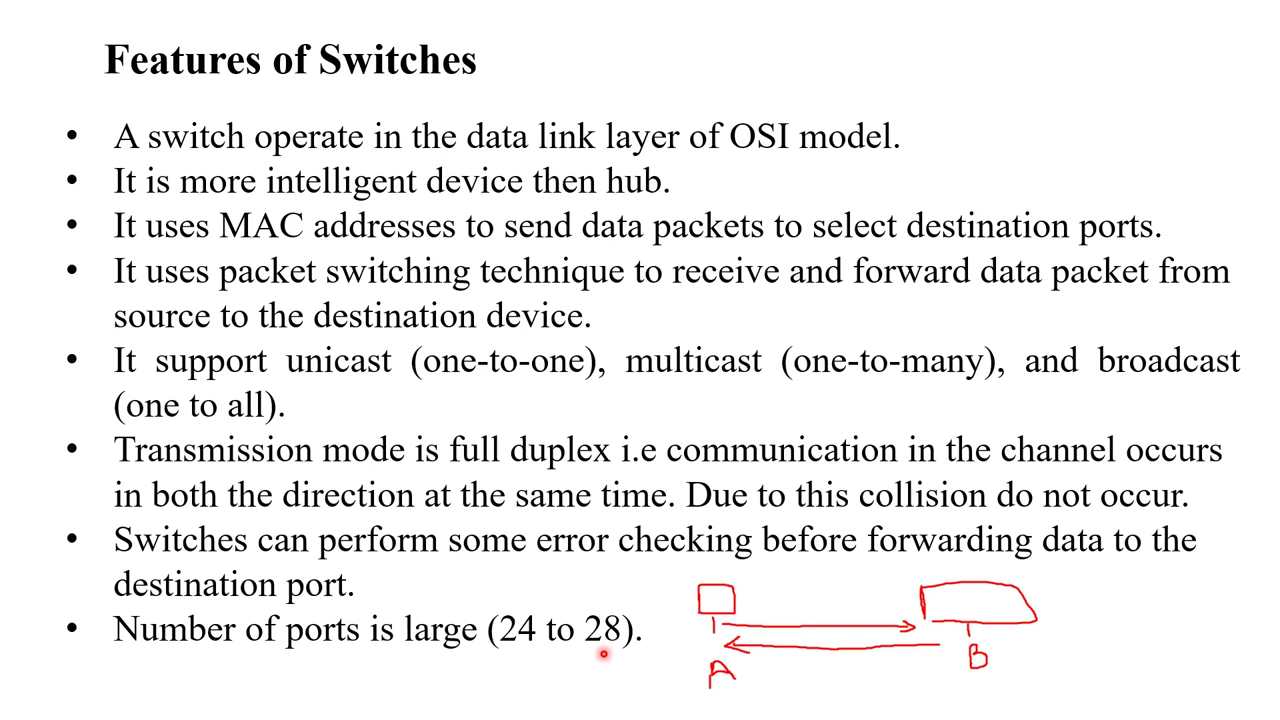 Features of Switches
• A switch operate in the data link layer of OSI model.
• It is more intelligent device then hub.
• It uses MAC addresses to send data packets to select destination ports.
• It uses packet switching technique to receive and forward data packet from
source to the destination device.
• It support unicast (one-to-one), multicast (one-to-many), and broadcast
(one to all).
• Transmission mode is full duplex i.e communication in the channel occurs
in both the direction at the same time. Due to this collision do not occur.
• Switches can perform some error checking before forwarding data to the
destination port.
• Number of ports is large (24 to 28).
A
B